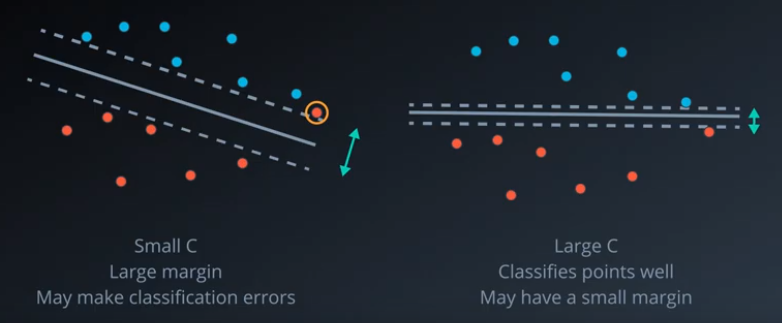 Small C
Large margin
May make classification errors
Large C
Classifies points well
May have a small margin